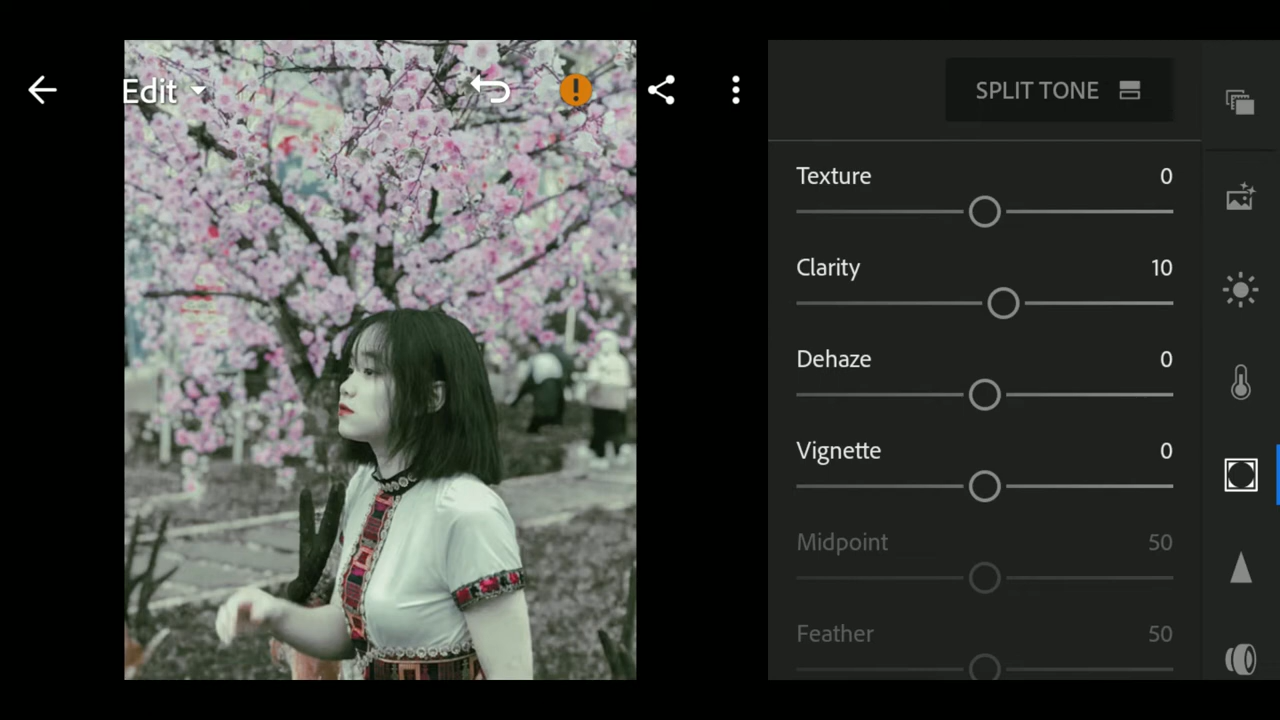 Edit
SPLIT TONE
Texture 0
Clarity 10
Dehaze 0
Vignette 0
Midpoint 50
Feather 50